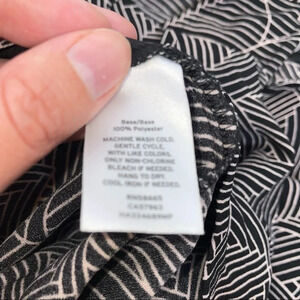 Base/Base
100% Polyester
MACHINE WASH COLD,
GENTLE CYCLE,
WITH LIKE COLORS,
ONLY NON-CHLORINE
BLEACH IF NEEDED.
HANG TO DRY.
COOL IRON IF NEEDED.